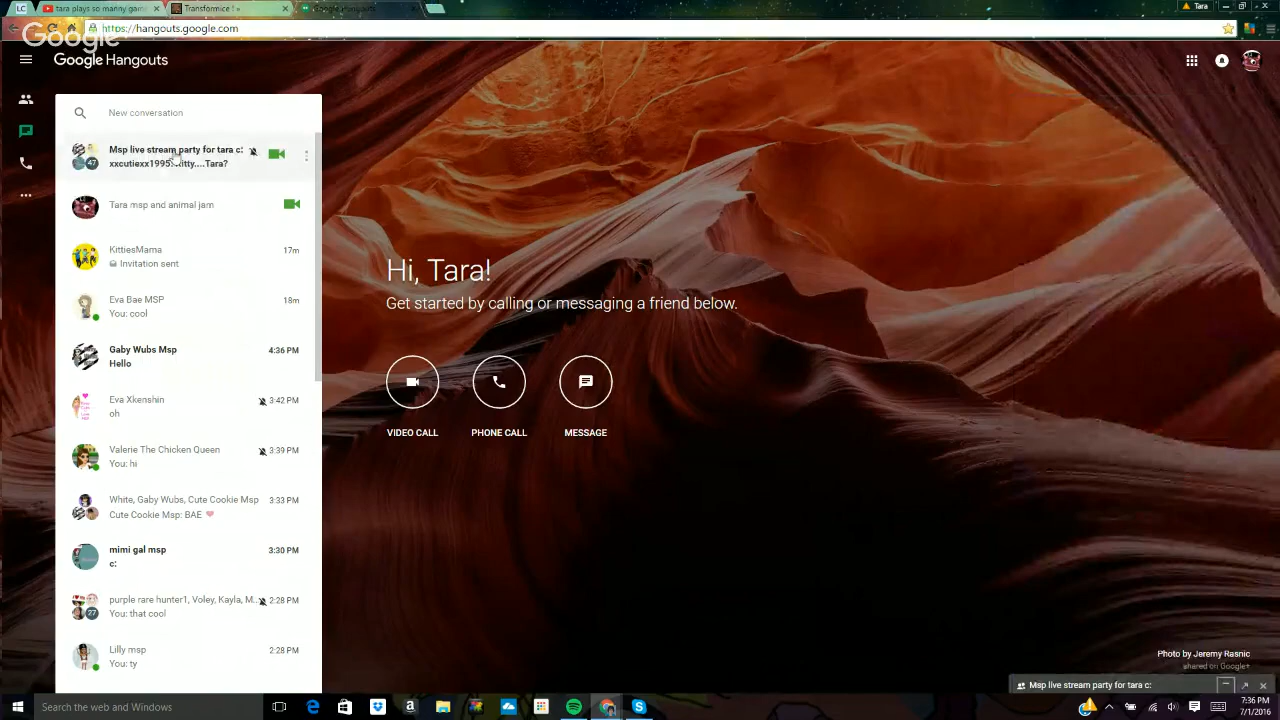 LC
tara plays so manny gam
Transformice ! »
Google Hangouts
Tara
https://hangouts.google.com
Google+
Google Hangouts
New conversation
Msp live stream party for tara c:
47
Tara?
Tara msp and animal jam
KittiesMama
17m
Invitation sent
Eva Bae MSP
18m
You: cool
Gaby Wubs Msp
4:36 PM
Hello
Eva Xkenshin
3:42 PM
oh
Valerie The Chicken Queen
3:39 PM
You: hi
White, Gaby Wubs, Cute Cookie Msp
3:33 PM
Cute Cookie Msp: BAE
mimi gal msp
3:30 PM
c:
purple rare hunter1, Voley, Kayla, M...
2:28 PM
27
You: that cool
Lilly msp
2:28 PM
You: ty
Hi, Tara!
Get started by calling or messaging a friend below.
VIDEO CALL
PHONE CALL
MESSAGE
Photo by Jeremy Rasnic
shared on Google+
Msp live stream party for tara c:
Search the web and Windows
7:36 PM
7/1/2016